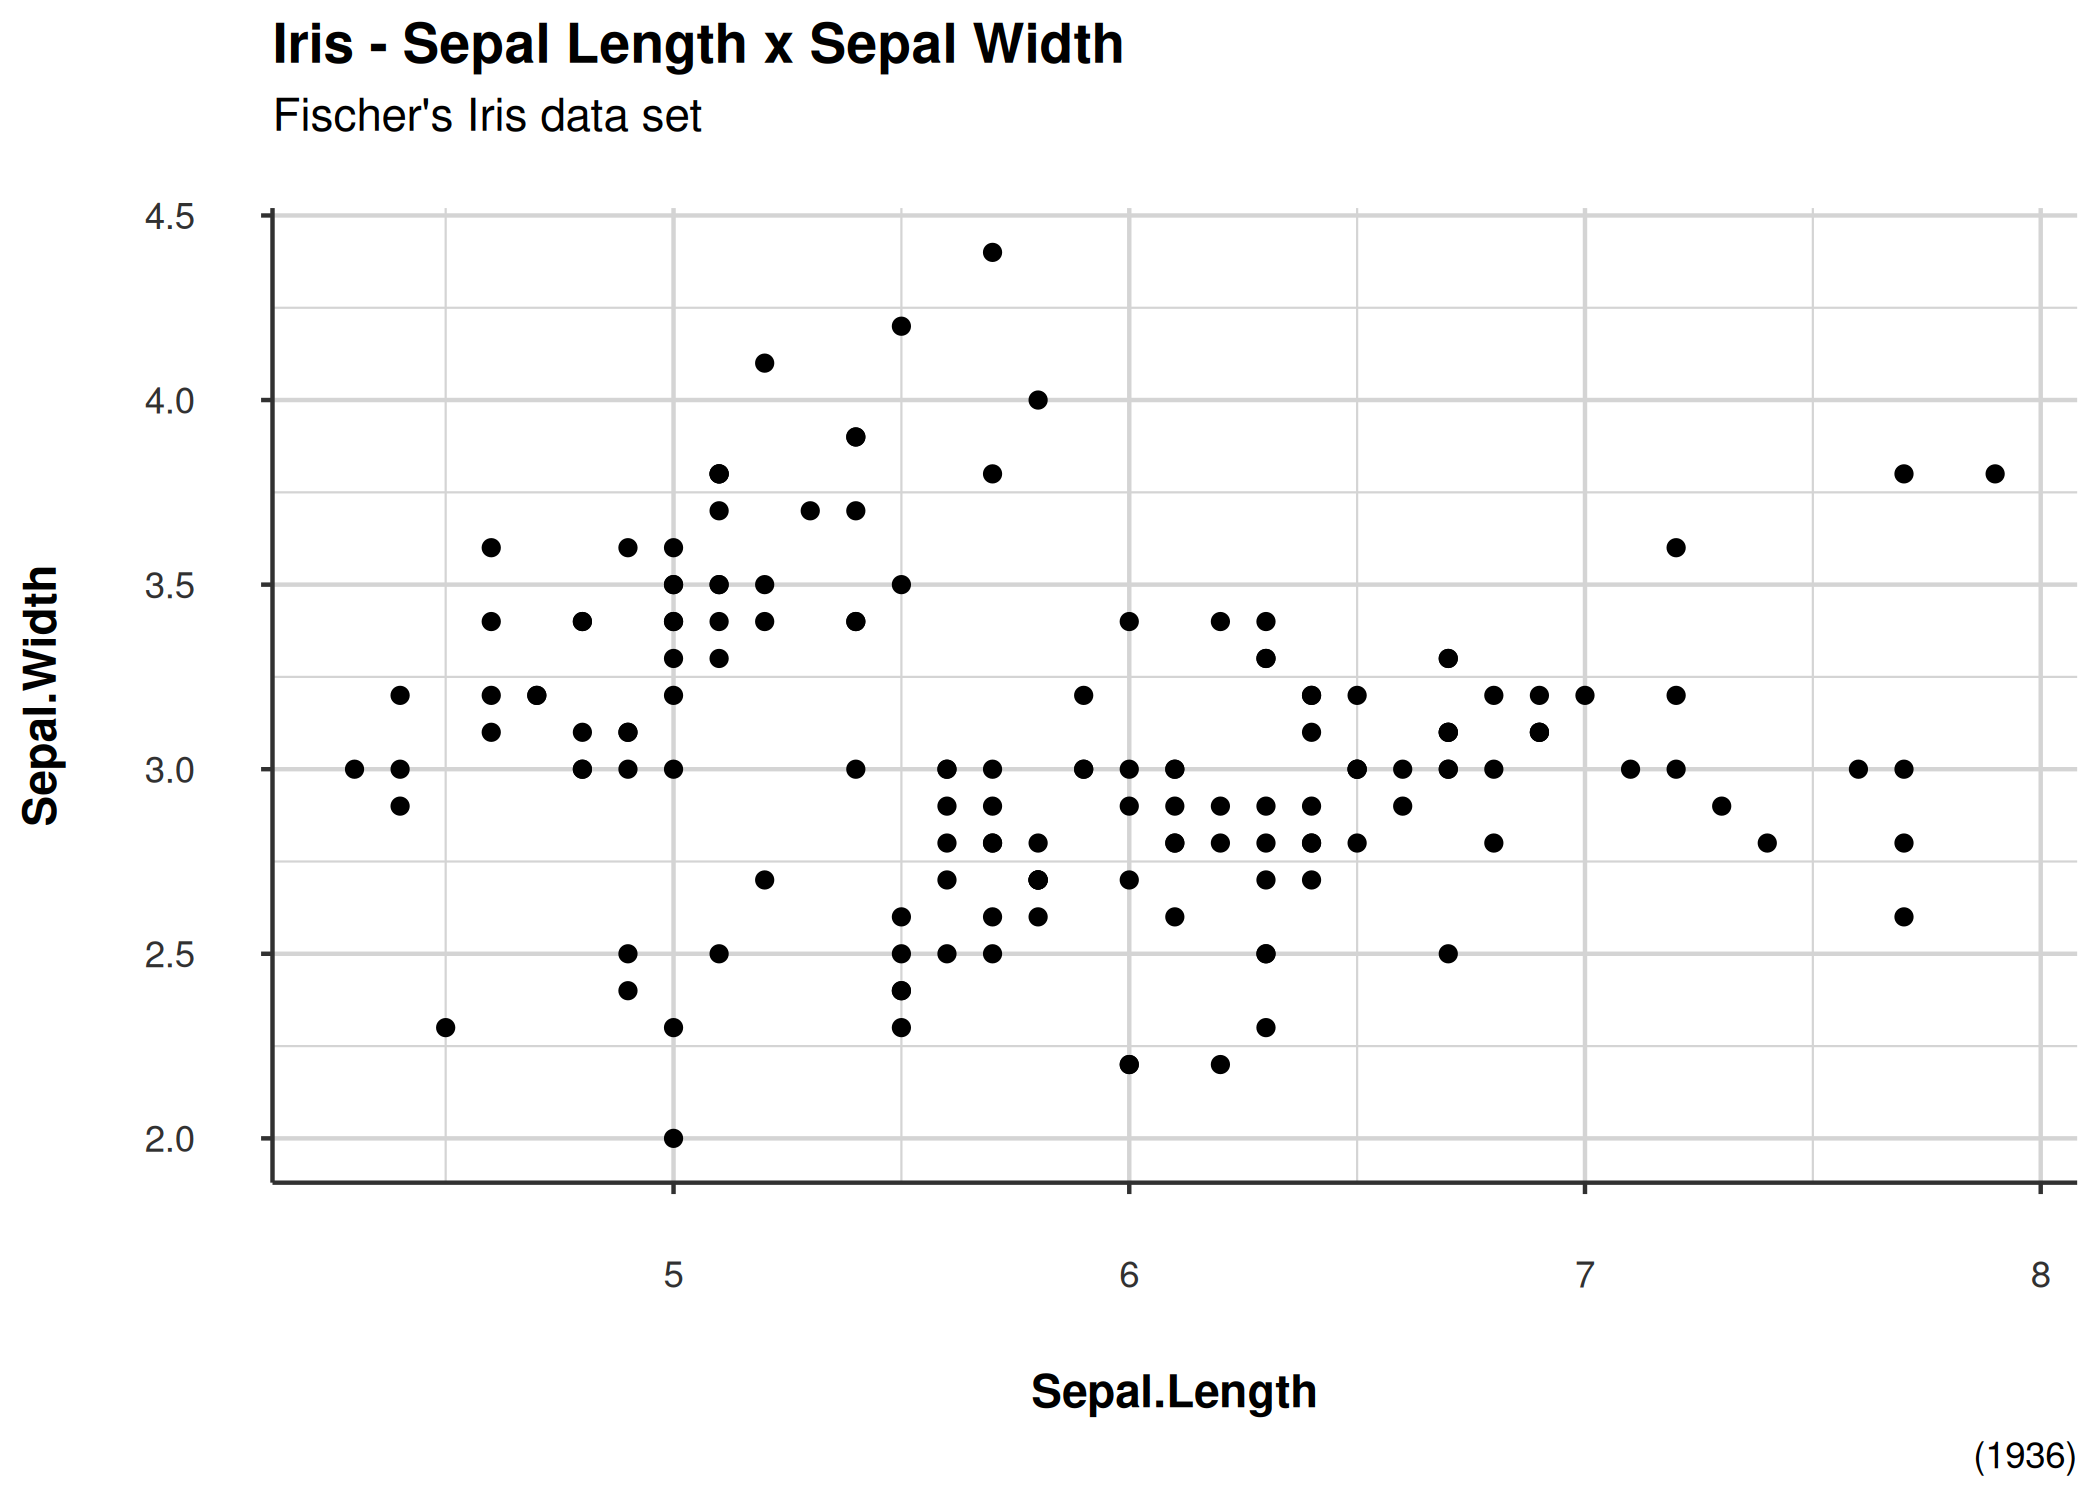 Iris - Sepal Length x Sepal Width
Fischer's Iris data set
4.5
4.0
3.5
3.0
2.5
2.0
Sepal.Width
5 6 7 8
Sepal.Length
(1936)